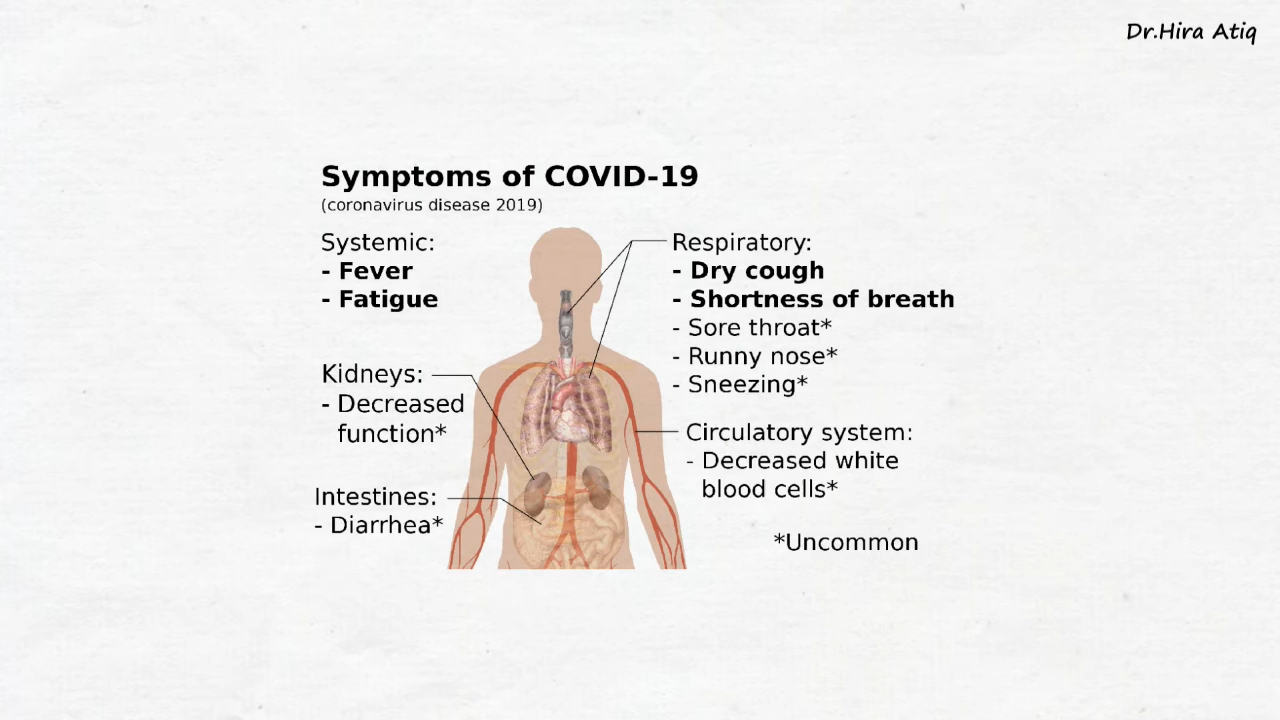 Dr.Hira Atiq
Symptoms of COVID-19
(coronavirus disease 2019)
Systemic:
- Fever
- Fatigue
Kidneys:
- Decreased
function*
Intestines:
- Diarrhea*
Respiratory:
- Dry cough
- Shortness of breath
- Sore throat*
- Runny nose*
- Sneezing*
Circulatory system:
- Decreased white
blood cells*
*Uncommon